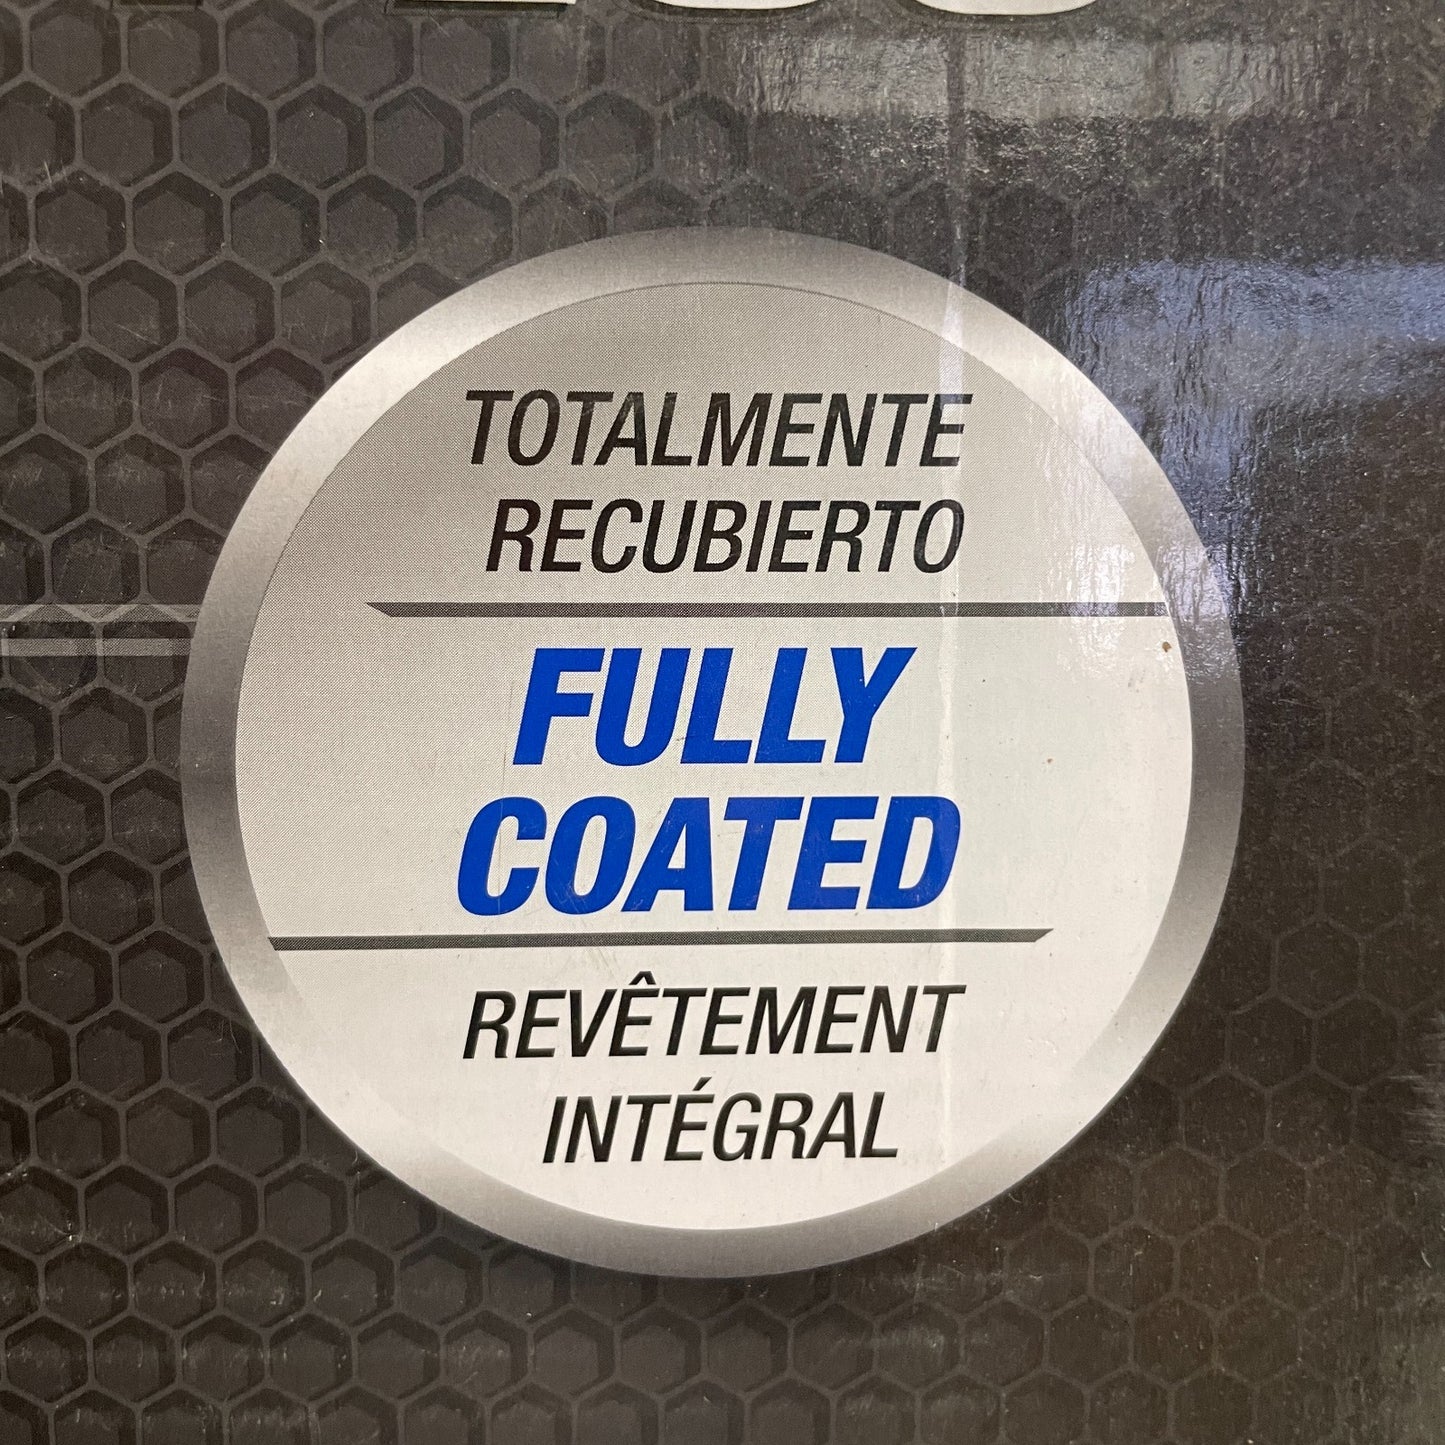 TOTALMENTE
RECUBIERTO
FULLY
COATED
REVÊTEMENT
INTÉGRAL